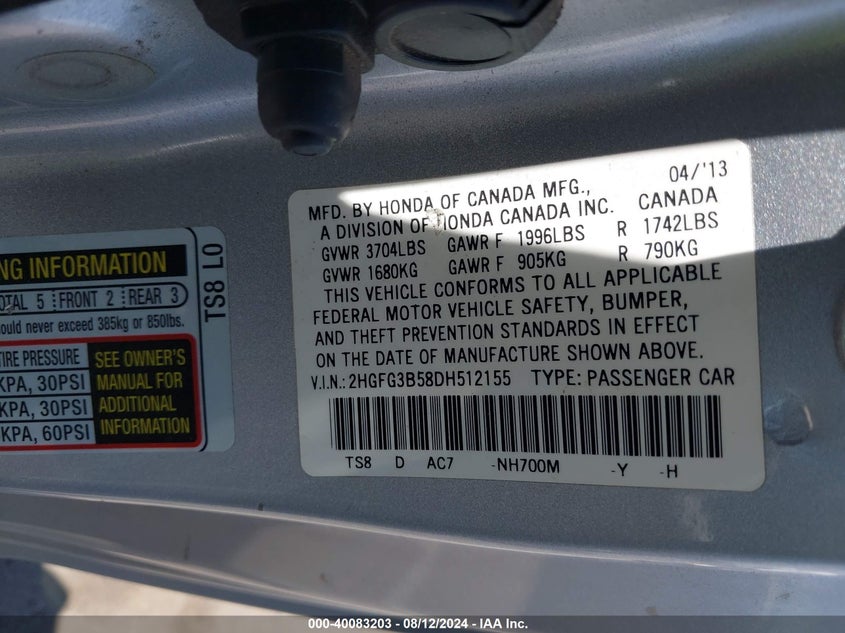 NG INFORMATION
OTAL 5 FRONT 2 REAR 3
ould never exceed 385kg or 850lbs.
TIRE PRESSURE
KPA, 30PSI
KPA, 30PSI
KPA, 60PSI
SEE OWNER'S
MANUAL FOR
ADDITIONAL
INFORMATION
TS8 L0
04/'13
MFD. BY HONDA OF CANADA MFG.,
A DIVISION OF HONDA CANADA INC. CANADA
GVWR 3704LBS GAWR F 1996LBS R 1742LBS
GVWR 1680KG GAWR F 905KG R 790KG
THIS VEHICLE CONFORMS TO ALL APPLICABLE
FEDERAL MOTOR VEHICLE SAFETY, BUMPER,
AND THEFT PREVENTION STANDARDS IN EFFECT
ON THE DATE OF MANUFACTURE SHOWN ABOVE.
V.I.N.:2HGFG3B58DH512155 TYPE: PASSENGER CAR
TS8 D AC7 -NH700M -Y -H
000-40083203 - 08/12/2024 - IAA Inc.